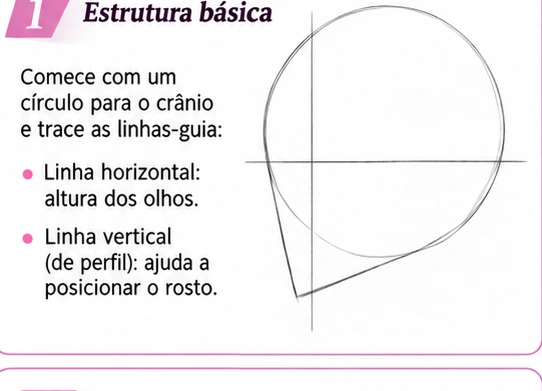 1 Estrutura básica
Comece com um
círculo para o crânio
e trace as linhas-guia:
Linha horizontal:
altura dos olhos.
Linha vertical
(de perfil): ajuda a
posicionar o rosto.